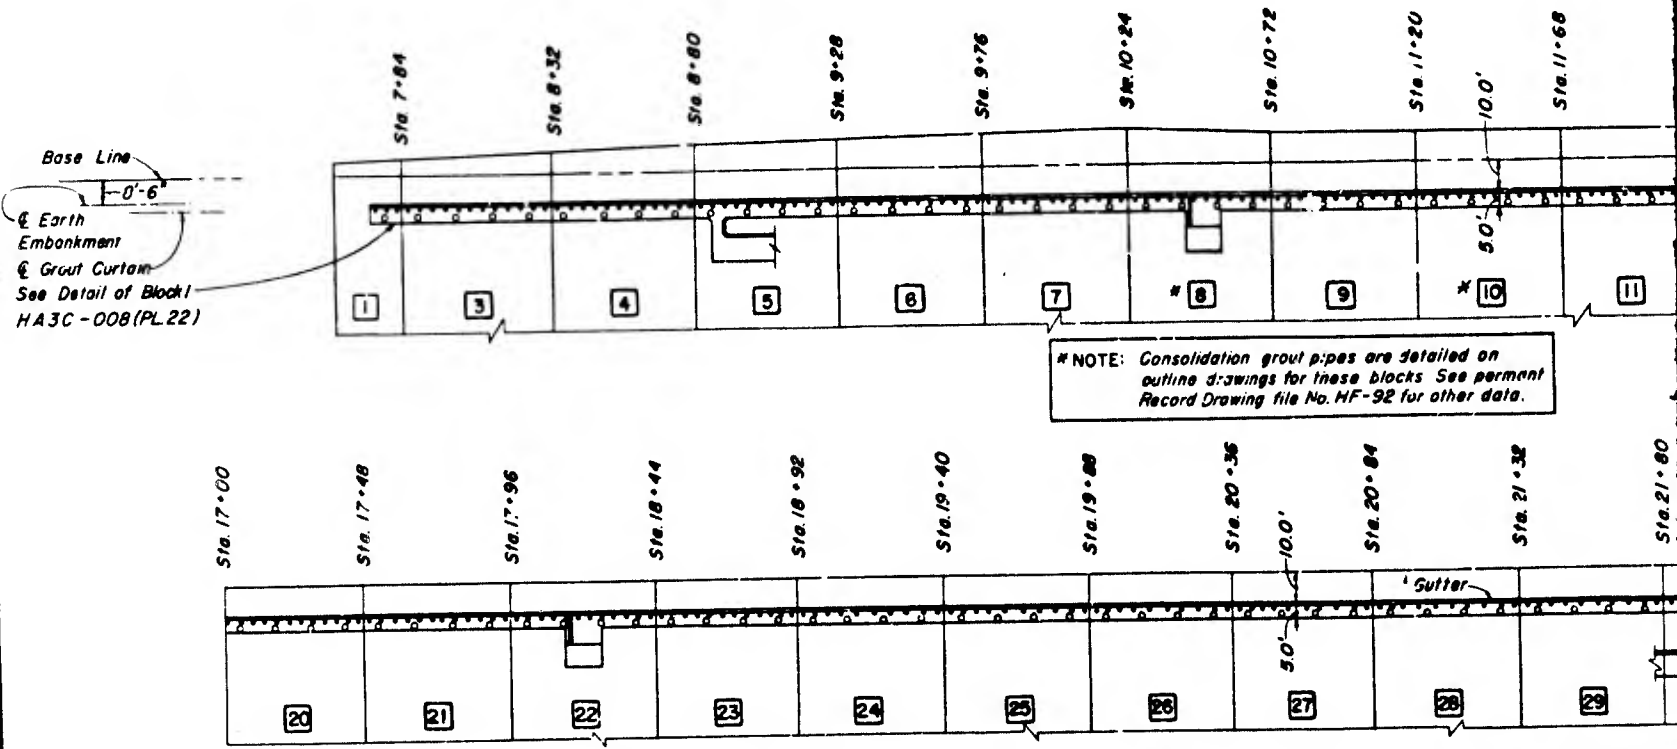 Sta. 7+84
Sta. 8+32
Sta. 8+80
Sta. 9+28
Sta. 9+76
Sta. 10+24
Sta. 10+72
Sta. 11+20
10.0'
Sta. 11+68
Base Line
0'-6"
℄ Earth
Embankment
℄ Grout Curtain
See Detail of Block 1
HA3C-008 (PL.22)
5.0'
1
3
4
5
6
7
* 8
9
* 10
11
* NOTE: Consolidation grout pipes are detailed on
outline drawings for these blocks See permant
Record Drawing file No. HF-92 for other data.
Sta. 17+00
Sta. 17+48
Sta. 17+96
Sta. 18+44
Sta. 18+92
Sta. 19+40
Sta. 19+88
Sta. 20+36
10.0'
Sta. 20+84
Sta. 21+32
Sta. 21+80
Gutter
5.0'
20
21
22
23
24
25
26
27
28
29